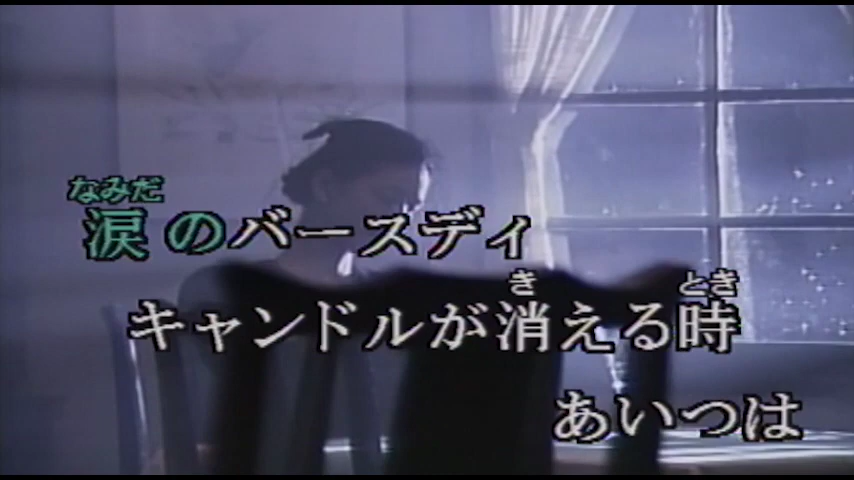 なみだ
涙のバースディ
き とき
キャンドルが消える時
あいつは